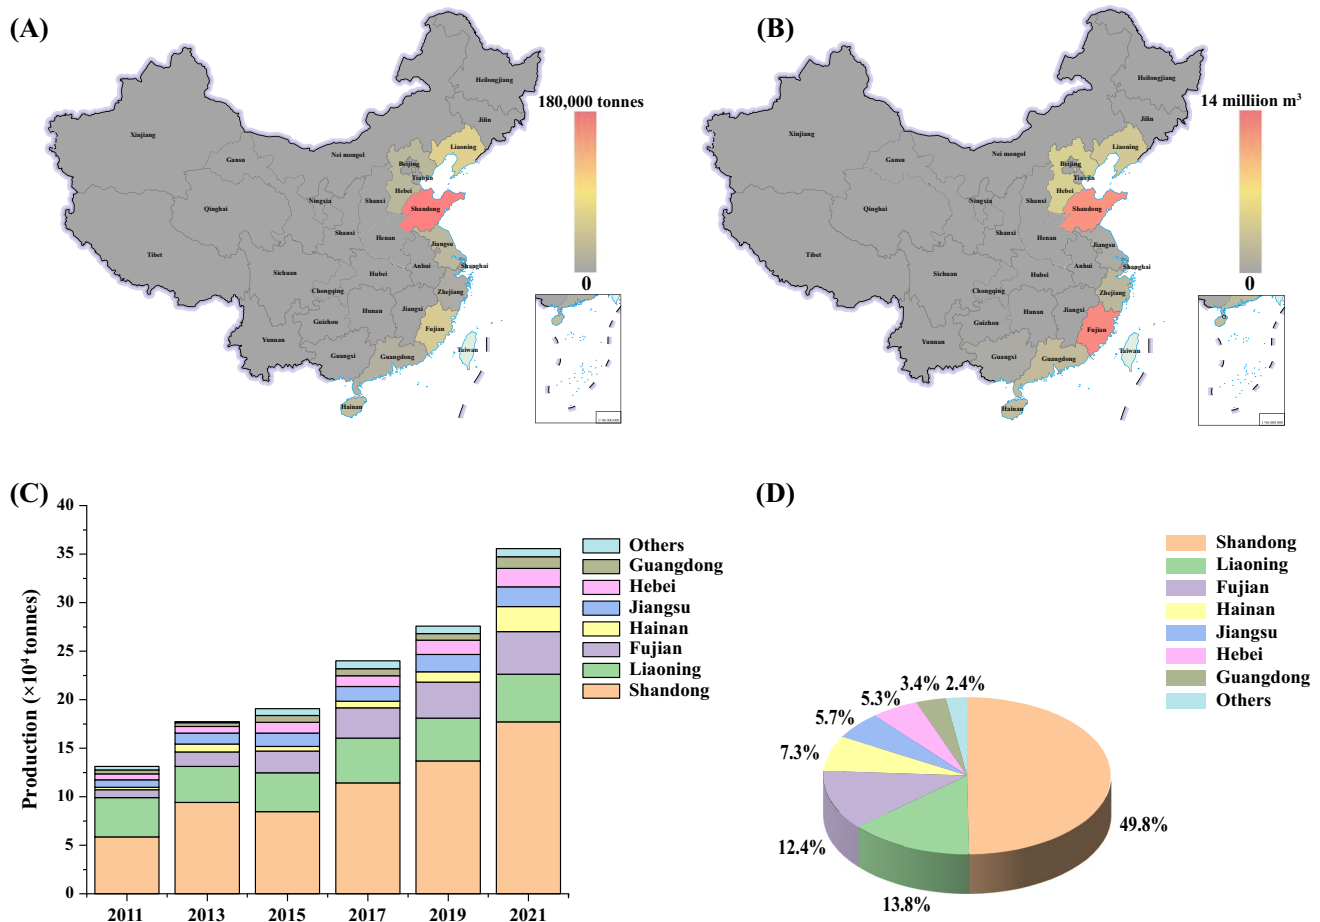 (A)
180,000 tonnes
0
Heilongjiang
Jilin
Liaoning
Xinjiang
Gansu
Nei mongol
Beijing
Tianjin
Hebei
Shanxi
Ningxia
Qinghai
Shandong
Shanxi
Henan
Jiangsu
Tibet
Sichuan
Hubei
Anhui
Shanghai
Chongqing
Zhejiang
Hunan
Jiangxi
Guizhou
Fujian
Yunnan
Guangxi
Guangdong
Taiwan
Hainan
(B)
14 milliion m³
0
Heilongjiang
Jilin
Liaoning
Xinjiang
Gansu
Nei mongol
Beijing
Tianjin
Hebei
Shanxi
Ningxia
Qinghai
Shandong
Shanxi
Henan
Jiangsu
Tibet
Sichuan
Hubei
Anhui
Shanghai
Chongqing
Zhejiang
Hunan
Jiangxi
Guizhou
Fujian
Yunnan
Guangxi
Guangdong
Taiwan
Hainan
(C)
Production (×10⁴ tonnes)
40
35
30
25
20
15
10
5
0
2011 2013 2015 2017 2019 2021
Others
Guangdong
Hebei
Jiangsu
Hainan
Fujian
Liaoning
Shandong
(D)
Shandong
Liaoning
Fujian
Hainan
Jiangsu
Hebei
Guangdong
Others
2.4%
3.4%
5.3%
5.7%
7.3%
12.4%
13.8%
49.8%